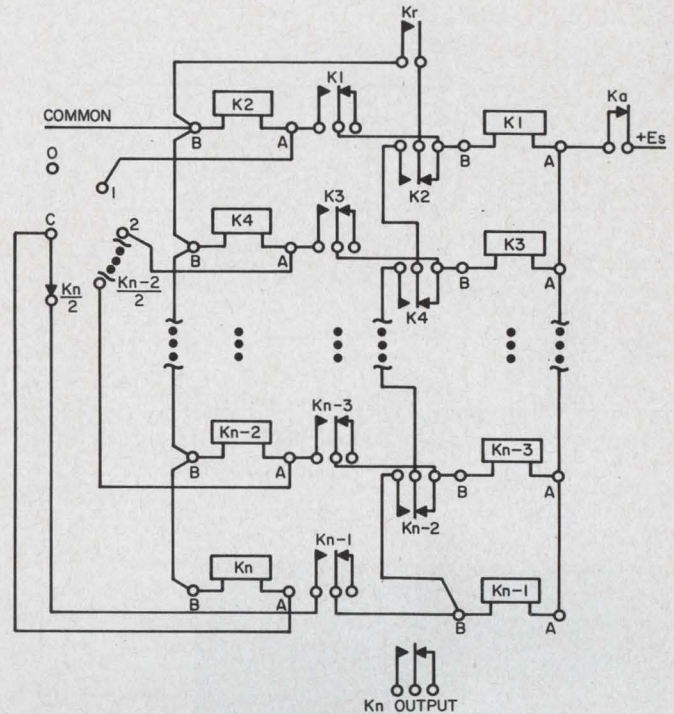 Kr
K2 K1
COMMON
B A
K1 Ka
+Es
B A
K2
0
1
K4 K3
C 2
B A
K3
B A
K4
Kn/2
Kn-2/2
Kn-2 Kn-3
B A
Kn-3
B A
Kn-2
Kn Kn-1
B A
Kn-1
B A
Kn OUTPUT